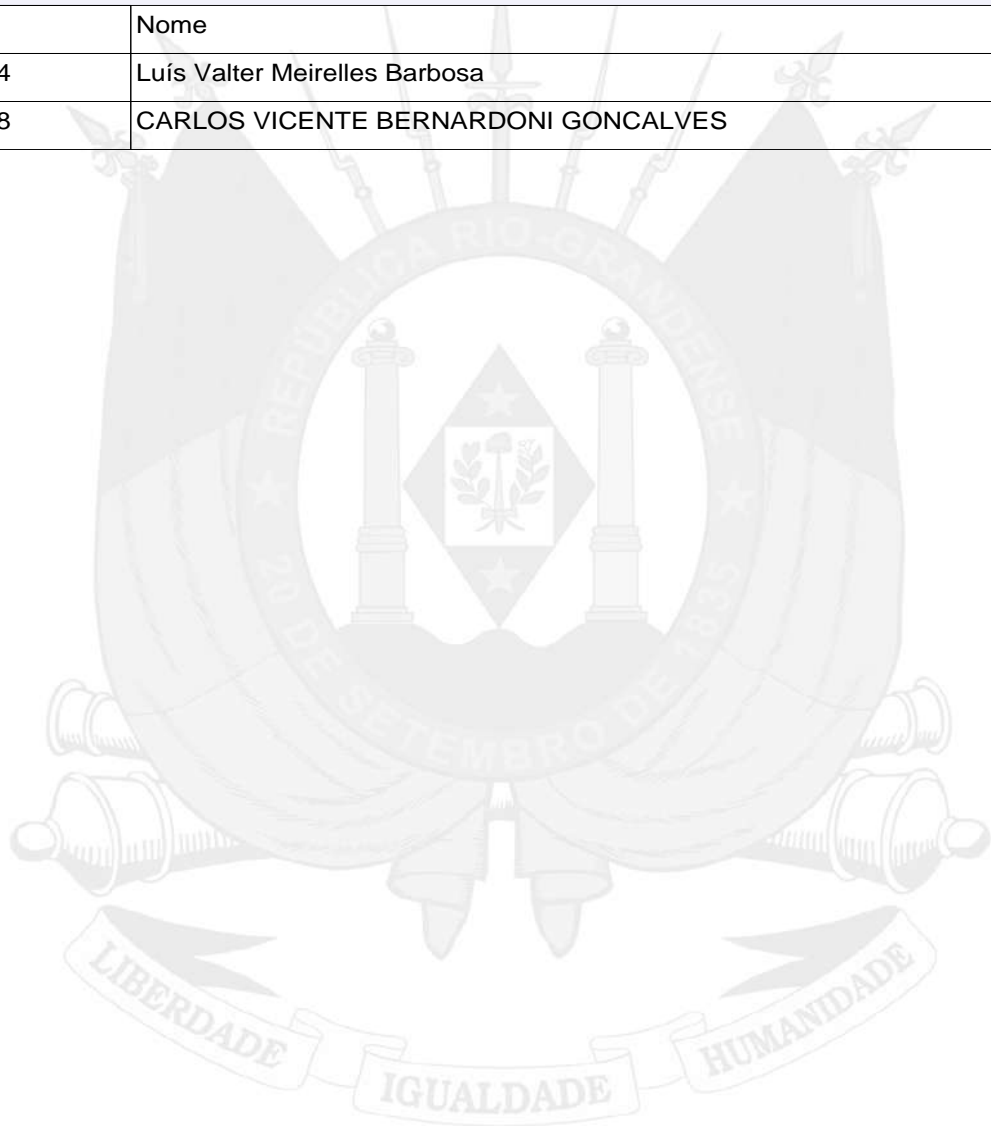 Nome
4 Luís Valter Meirelles Barbosa
8 CARLOS VICENTE BERNARDONI GONCALVES
REPÚBLICA RIO-GRANDENSE
★ 20 DE SETEMBRO DE 1835 ★
LIBERDADE IGUALDADE HUMANIDADE